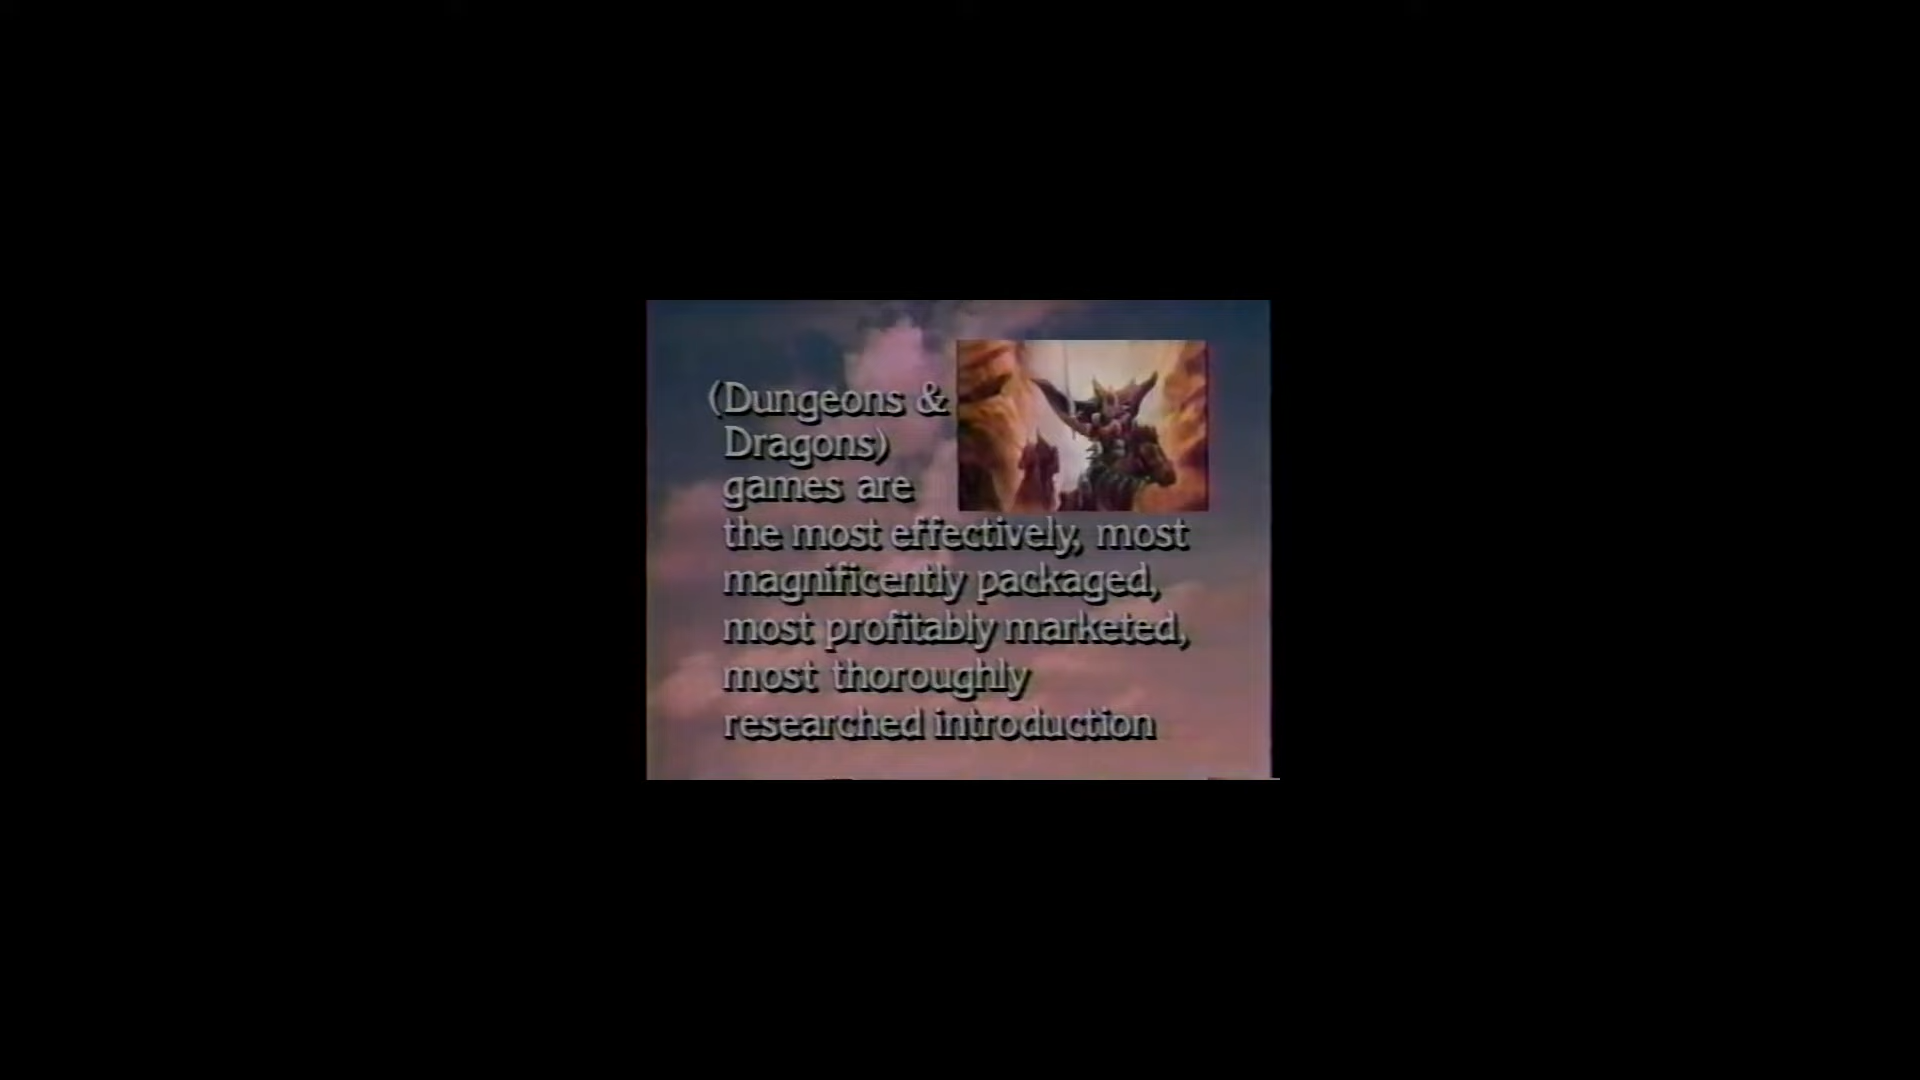 (Dungeons &
Dragons)
games are
the most effectively, most
magnificently packaged,
most profitably marketed,
most thoroughly
researched introduction